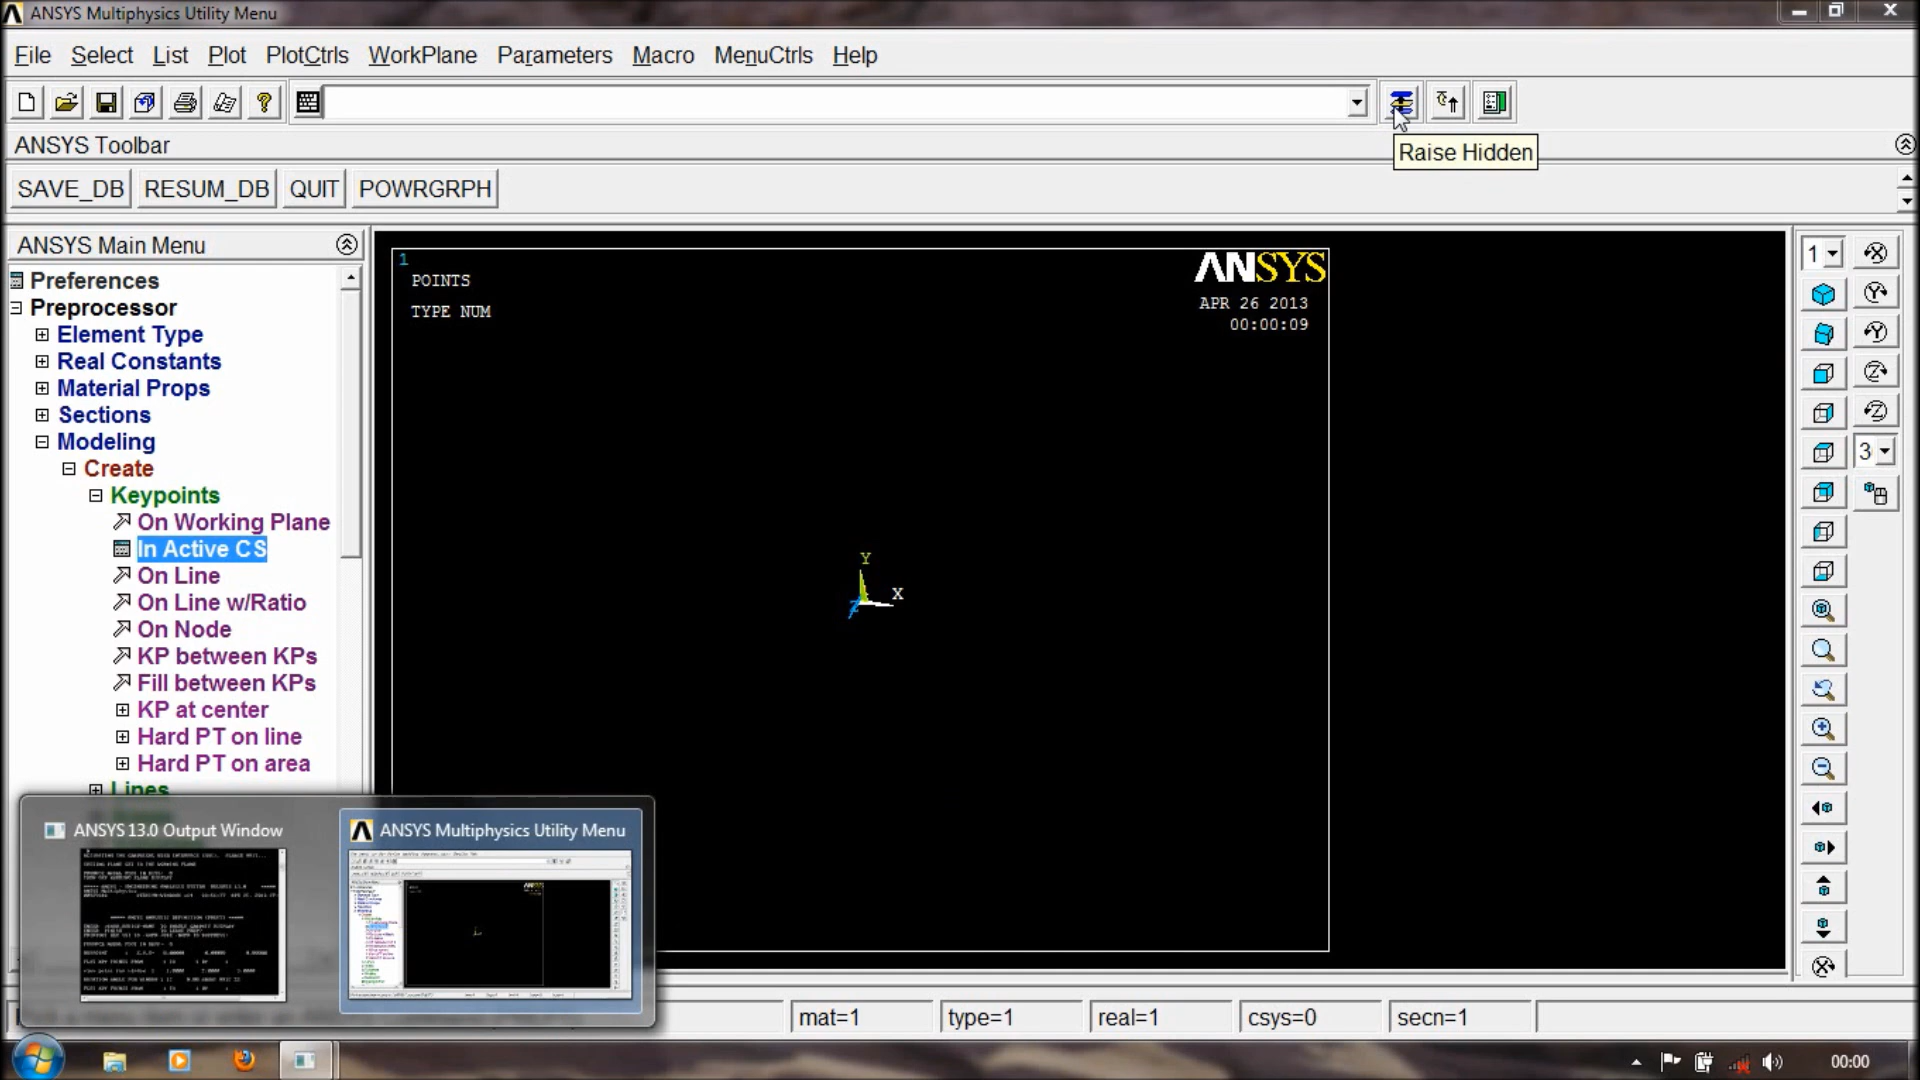 ANSYS Multiphysics Utility Menu
File Select List Plot PlotCtrls WorkPlane Parameters Macro MenuCtrls Help
Raise Hidden
ANSYS Toolbar
SAVE_DB RESUM_DB QUIT POWRGRPH
ANSYS Main Menu
Preferences
Preprocessor
Element Type
Real Constants
Material Props
Sections
Modeling
Create
Keypoints
On Working Plane
In Active CS
On Line
On Line w/Ratio
On Node
KP between KPs
Fill between KPs
KP at center
Hard PT on line
Hard PT on area
Lines
1
POINTS
TYPE NUM
ANSYS
APR 26 2013
00:00:09
Y
X
Z
1
3
ANSYS 13.0 Output Window
ANSYS Multiphysics Utility Menu
mat=1 type=1 real=1 csys=0 secn=1
00:00